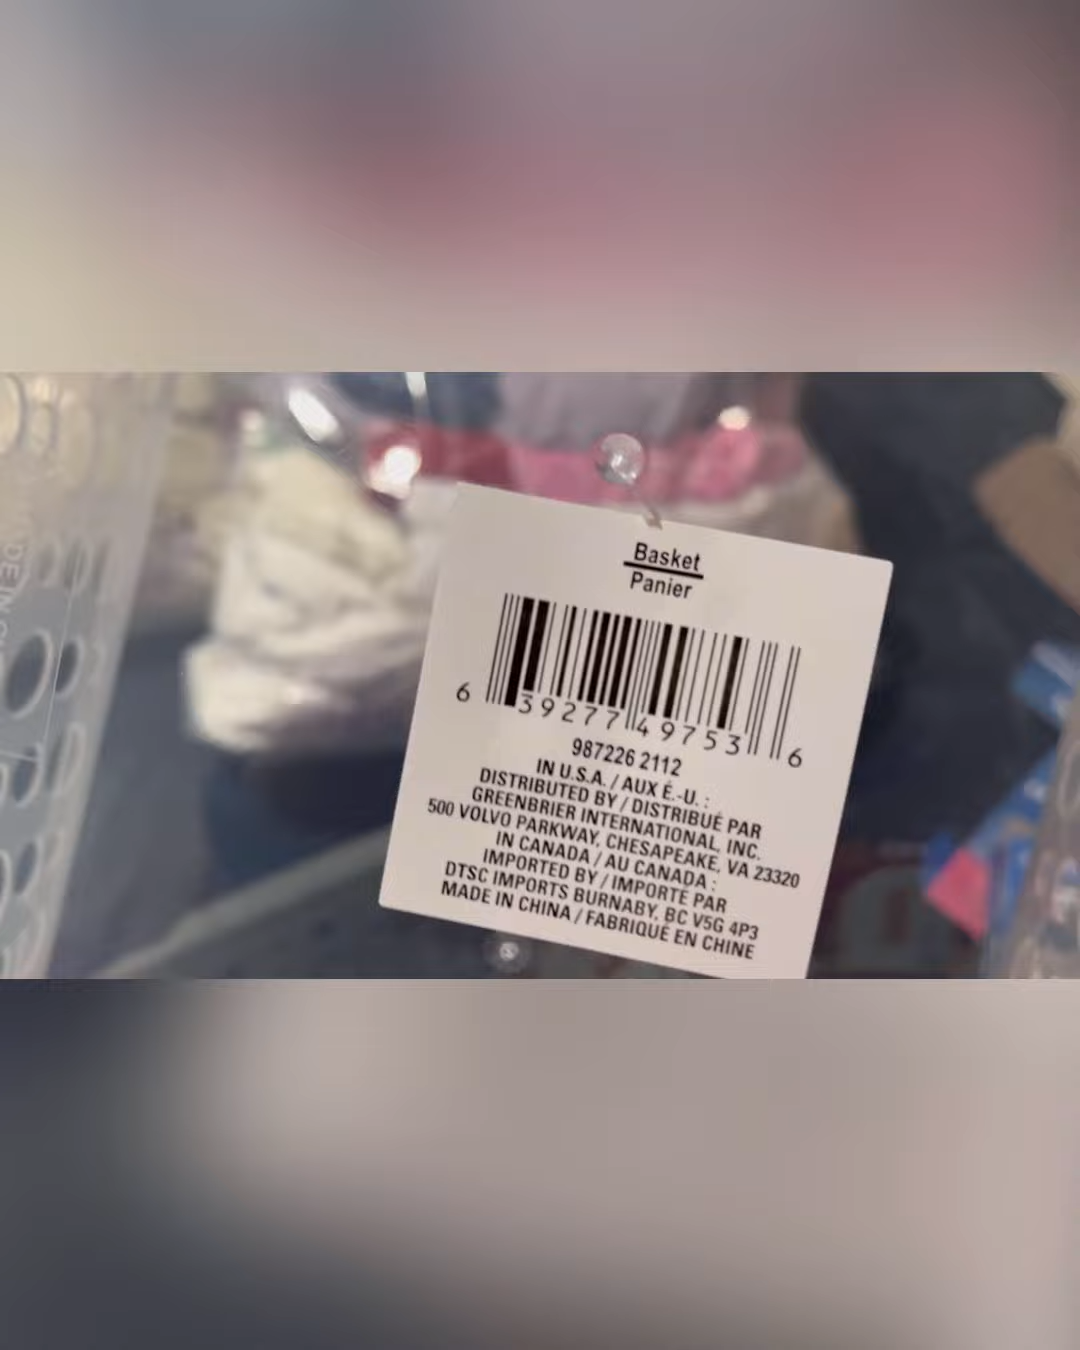 Basket
Panier
6 39277 49753 6
987226 2112
IN U.S.A. / AUX É.-U. :
DISTRIBUTED BY / DISTRIBUÉ PAR
GREENBRIER INTERNATIONAL, INC.
500 VOLVO PARKWAY, CHESAPEAKE, VA 23320
IN CANADA / AU CANADA :
IMPORTED BY / IMPORTE PAR
DTSC IMPORTS BURNABY, BC V5G 4P3
MADE IN CHINA / FABRIQUÉ EN CHINE